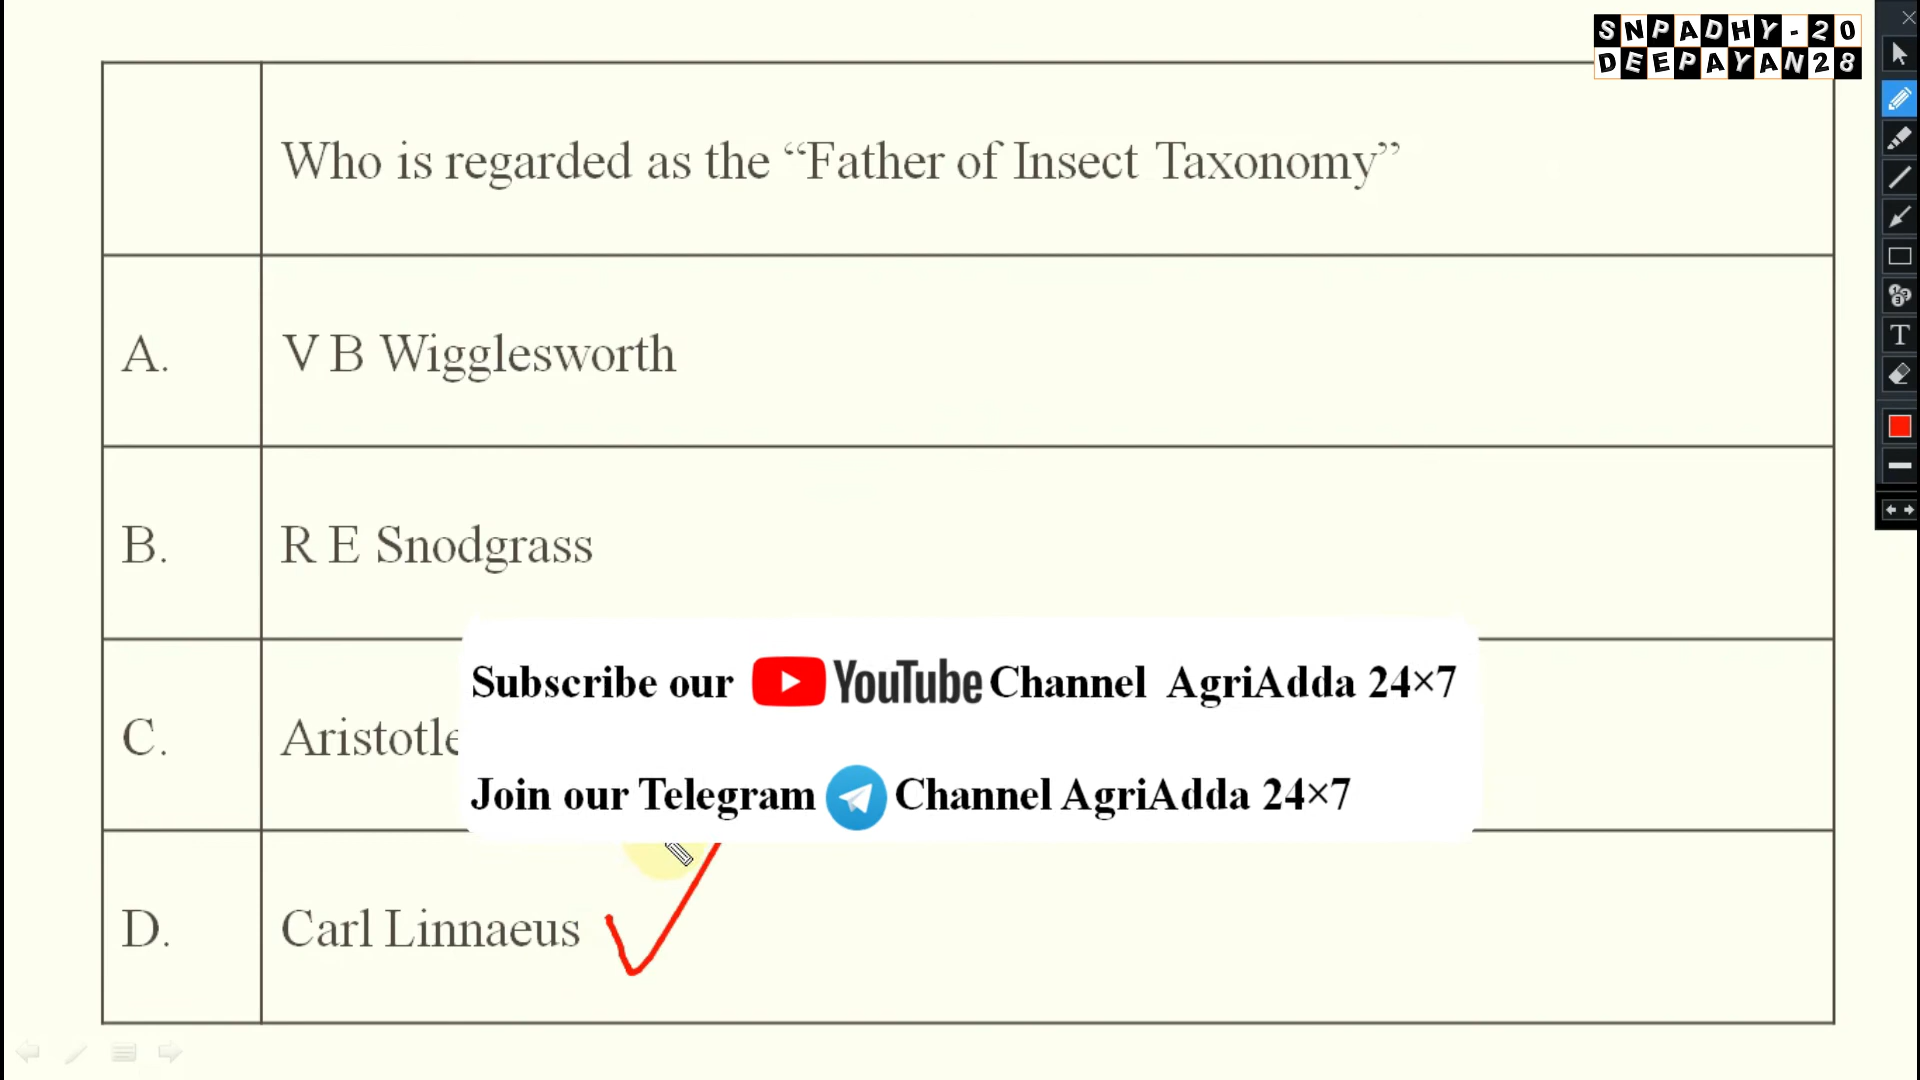 SNPADHY-20
DEEPAYAN28
Who is regarded as the “Father of Insect Taxonomy”
A. V B Wigglesworth
B. R E Snodgrass
Subscribe our YouTube Channel AgriAdda 24×7
C. Aristotle
Join our Telegram Channel AgriAdda 24×7
D. Carl Linnaeus
T